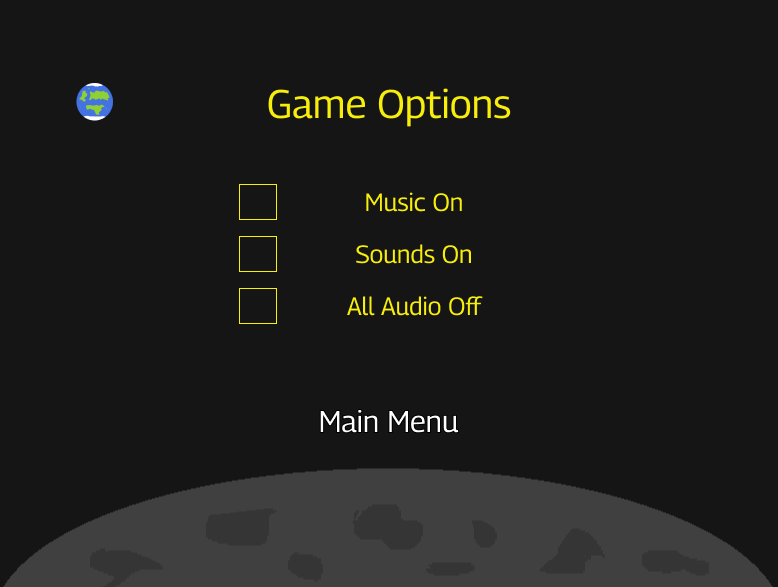 Game Options
Music On
Sounds On
All Audio Off
Main Menu